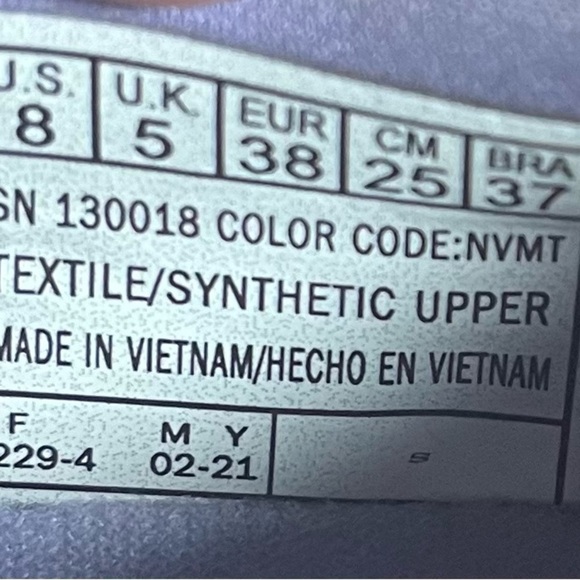 U.S. U.K. EUR CM BRA
8 5 38 25 37
SN 130018 COLOR CODE:NVMT
TEXTILE/SYNTHETIC UPPER
MADE IN VIETNAM/HECHO EN VIETNAM
F M Y
229-4 02-21
S